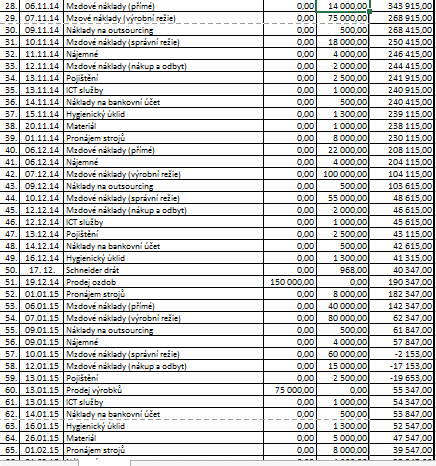 28. 06.11.14 Mzdové náklady (přímé) 0,00 14 000,00 343 915,00
29. 07.11.14 Mzové náklady (výrobní režie) 0,00 75 000,00 268 915,00
30. 09.11.14 Náklady na outsourcing 0,00 500,00 268 415,00
31. 10.11.14 Mzdové náklady (správní režie) 0,00 18 000,00 250 415,00
32. 11.11.14 Nájemné 0,00 4 000,00 246 415,00
33. 12.11.14 Mzdové náklady (nákup a odbyt) 0,00 2 000,00 244 415,00
34. 13.11.14 Pojištění 0,00 2 500,00 241 915,00
35. 13.11.14 ICT služby 0,00 1 000,00 240 915,00
36. 14.11.14 Náklady na bankovní účet 0,00 500,00 240 415,00
37. 15.11.14 Hygienický úklid 0,00 1 300,00 239 115,00
38. 20.11.14 Materiál 0,00 1 000,00 238 115,00
39. 01.11.14 Pronájem strojů 0,00 8 000,00 230 115,00
40. 06.12.14 Mzdové náklady (přímé) 0,00 22 000,00 208 115,00
41. 06.12.14 Nájemné 0,00 4 000,00 204 115,00
42. 07.12.14 Mzdové náklady (výrobní režie) 0,00 100 000,00 104 115,00
43. 09.12.14 Náklady na outsourcing 0,00 500,00 103 615,00
44. 10.12.14 Mzdové náklady (správní režie) 0,00 55 000,00 48 615,00
45. 12.12.14 Mzdové náklady (nákup a odbyt) 0,00 2 000,00 46 615,00
46. 12.12.14 ICT služby 0,00 1 000,00 45 615,00
47. 13.12.14 Pojištění 0,00 2 500,00 43 115,00
48. 14.12.14 Náklady na bankovní účet 0,00 500,00 42 615,00
49. 16.12.14 Hygienický úklid 0,00 1 300,00 41 315,00
50. 17. 12. Schneider drát 0,00 968,00 40 347,00
51. 19.12.14 Prodej ozdob 150 000,00 0,00 190 347,00
52. 01.01.15 Pronájem strojů 0,00 8 000,00 182 347,00
53. 06.01.15 Mzdové náklady (přímé) 0,00 40 000,00 142 347,00
54. 07.01.15 Mzdové náklady (výrobní režie) 0,00 80 000,00 62 347,00
55. 09.01.15 Náklady na outsourcing 0,00 500,00 61 847,00
56. 09.01.15 Nájemné 0,00 4 000,00 57 847,00
57. 10.01.15 Mzdové náklady (správní režie) 0,00 60 000,00 -2 153,00
58. 12.01.15 Mzdové náklady (nákup a odbyt) 0,00 15 000,00 -17 153,00
59. 13.01.15 Pojištění 0,00 2 500,00 -19 653,00
60. 13.01.15 Prodej výrobků 75 000,00 0,00 55 347,00
61. 13.01.15 ICT služby 0,00 1 000,00 54 347,00
62. 14.01.15 Náklady na bankovní účet 0,00 500,00 53 847,00
63. 16.01.15 Hygienický úklid 0,00 1 300,00 52 547,00
64. 26.01.15 Materiál 0,00 5 000,00 47 547,00
65. 01.02.15 Pronájem strojů 0,00 8 000,00 39 547,00